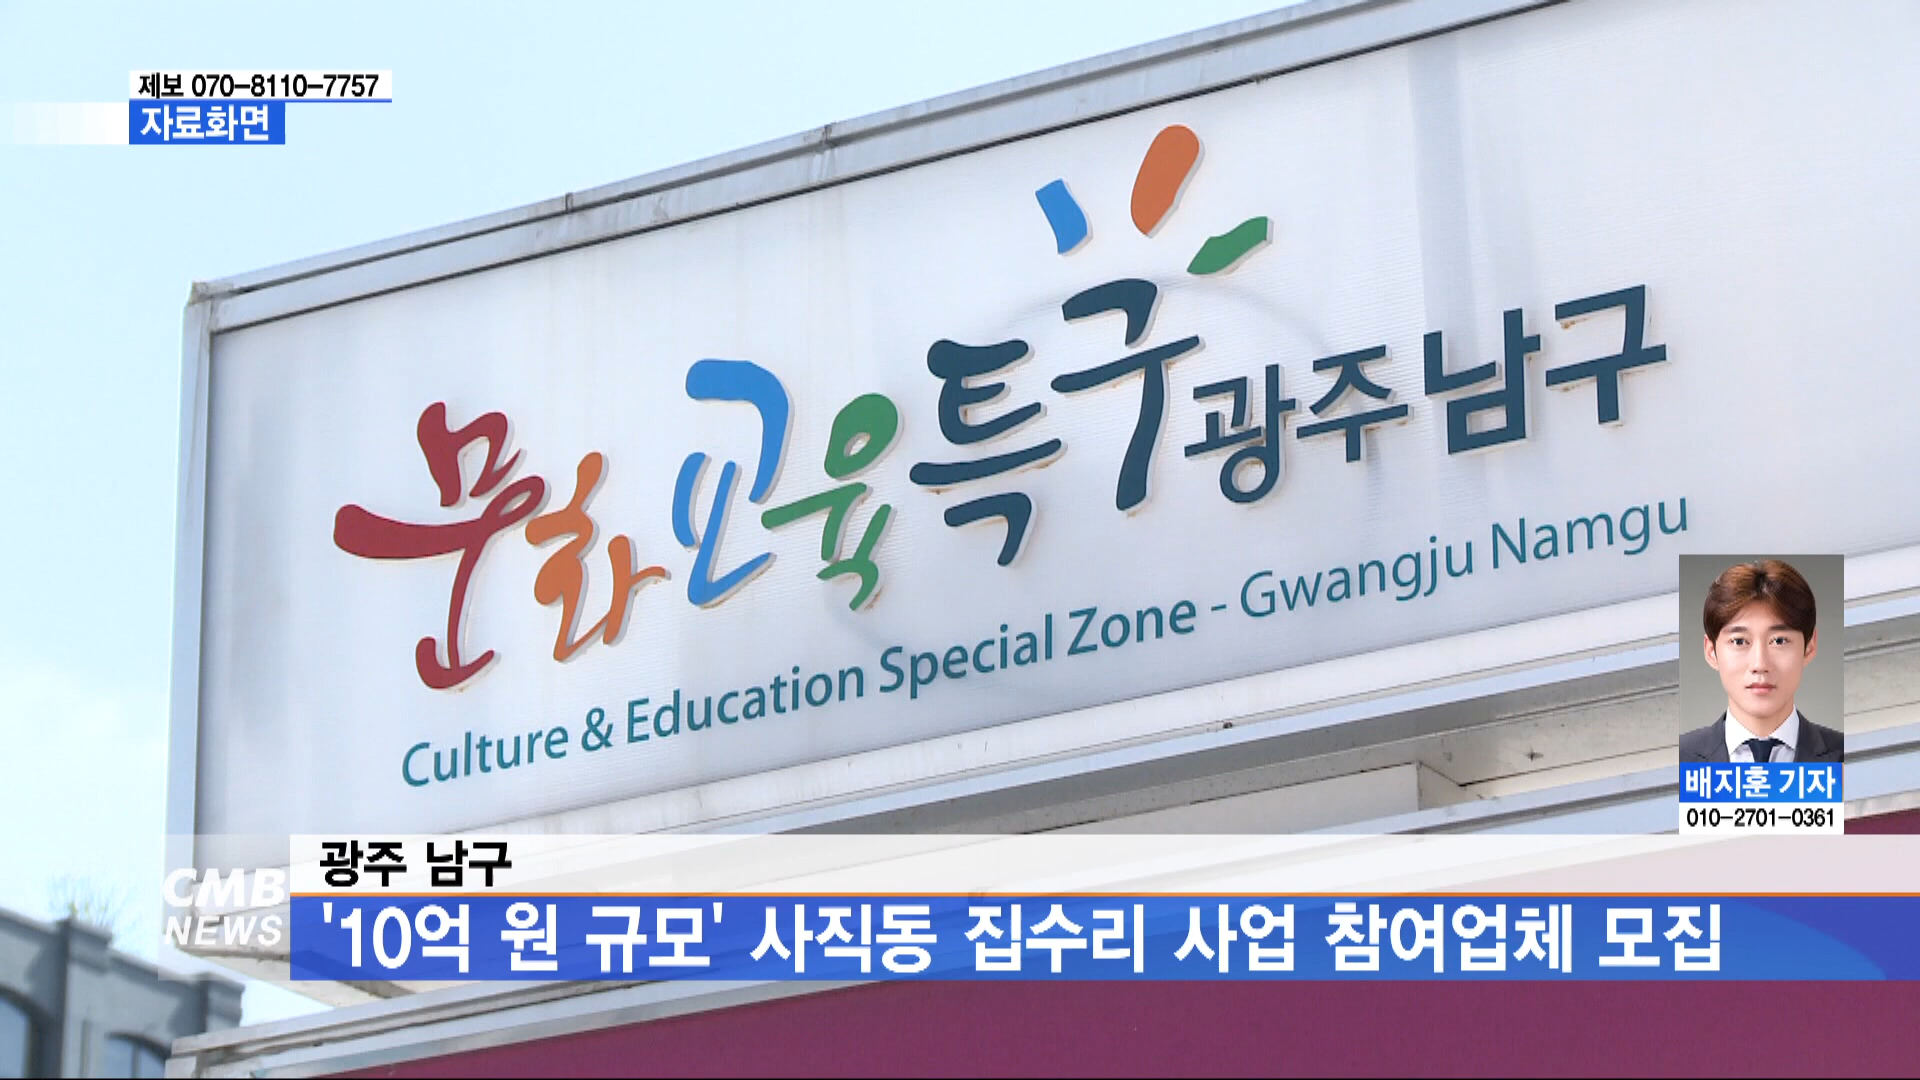 제보 070-8110-7757
자료화면
문화교육특구 광주남구
Culture & Education Special Zone - Gwangju Namgu
배지훈 기자
010-2701-0361
광주 남구
CMB
NEWS
'10억 원 규모' 사직동 집수리 사업 참여업체 모집